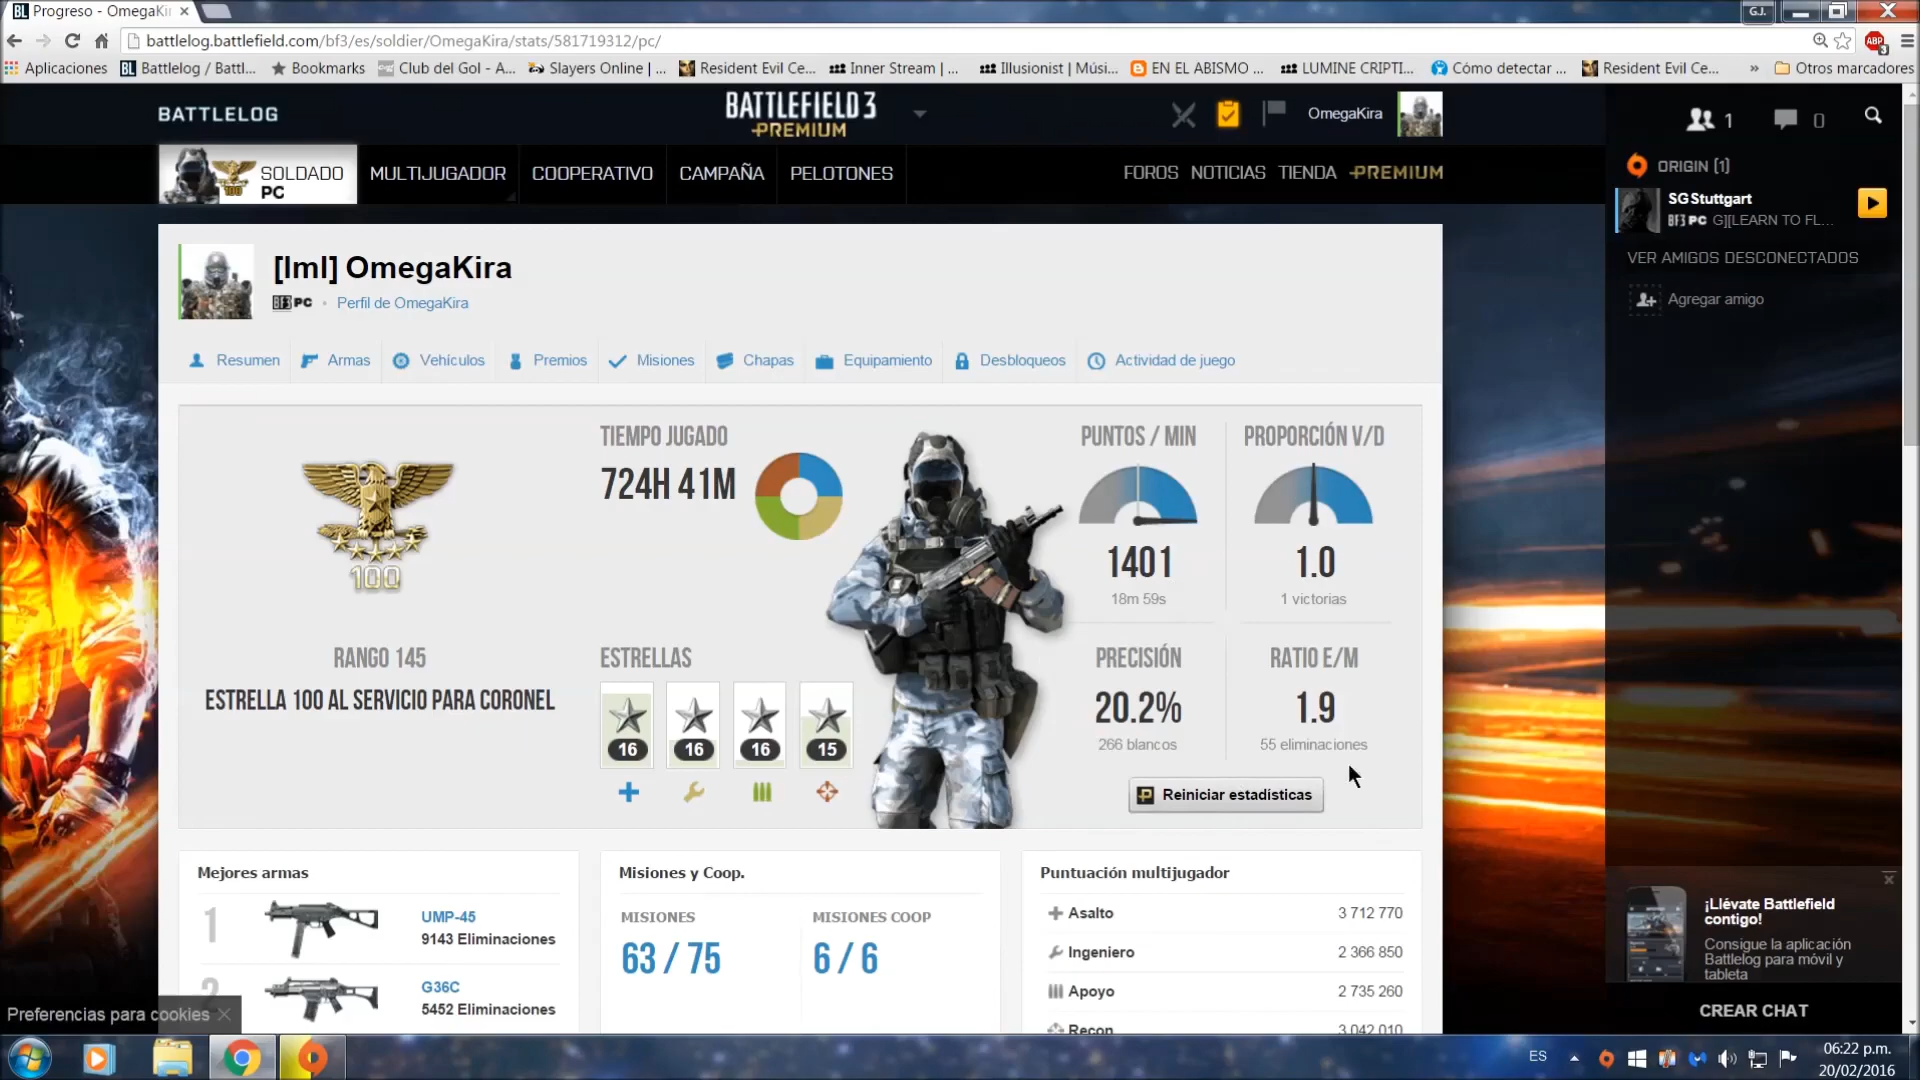 Progreso - OmegaKi
G.J.
battlelog.battlefield.com/bf3/es/soldier/OmegaKira/stats/581719312/pc/
ABP
3
Aplicaciones
Battlelog / Battl...
Bookmarks
Club del Gol - A...
Slayers Online | ...
Resident Evil Ce...
Inner Stream | ...
Illusionist | Músi...
EN EL ABISMO ...
LUMINE CRIPTI...
Cómo detectar ...
Resident Evil Ce...
»
Otros marcadores
BATTLELOG
BATTLEFIELD 3
PREMIUM
OmegaKira
1
0
SOLDADO
PC
100
MULTIJUGADOR
COOPERATIVO
CAMPAÑA
PELOTONES
FOROS
NOTICIAS
TIENDA
PREMIUM
ORIGIN (1)
SGStuttgart
BF3 PC G][LEARN TO FL...
VER AMIGOS DESCONECTADOS
Agregar amigo
[lml] OmegaKira
BF3 PC · Perfil de OmegaKira
Resumen
Armas
Vehículos
Premios
Misiones
Chapas
Equipamiento
Desbloqueos
Actividad de juego
100
RANGO 145
ESTRELLA 100 AL SERVICIO PARA CORONEL
TIEMPO JUGADO
724H 41M
ESTRELLAS
16
16
16
15
PUNTOS / MIN
1401
18m 59s
PROPORCIÓN V/D
1.0
1 victorias
PRECISIÓN
20.2%
266 blancos
RATIO E/M
1.9
55 eliminaciones
Reiniciar estadísticas
Mejores armas
1
UMP-45
9143 Eliminaciones
2
G36C
5452 Eliminaciones
Misiones y Coop.
MISIONES
63 / 75
MISIONES COOP
6 / 6
Puntuación multijugador
Asalto 3 712 770
Ingeniero 2 366 850
Apoyo 2 735 260
Recon 3 042 010
¡Llévate Battlefield
contigo!
Consigue la aplicación
Battlelog para móvil y
tableta
CREAR CHAT
Preferencias para cookies
ES
06:22 p.m.
20/02/2016